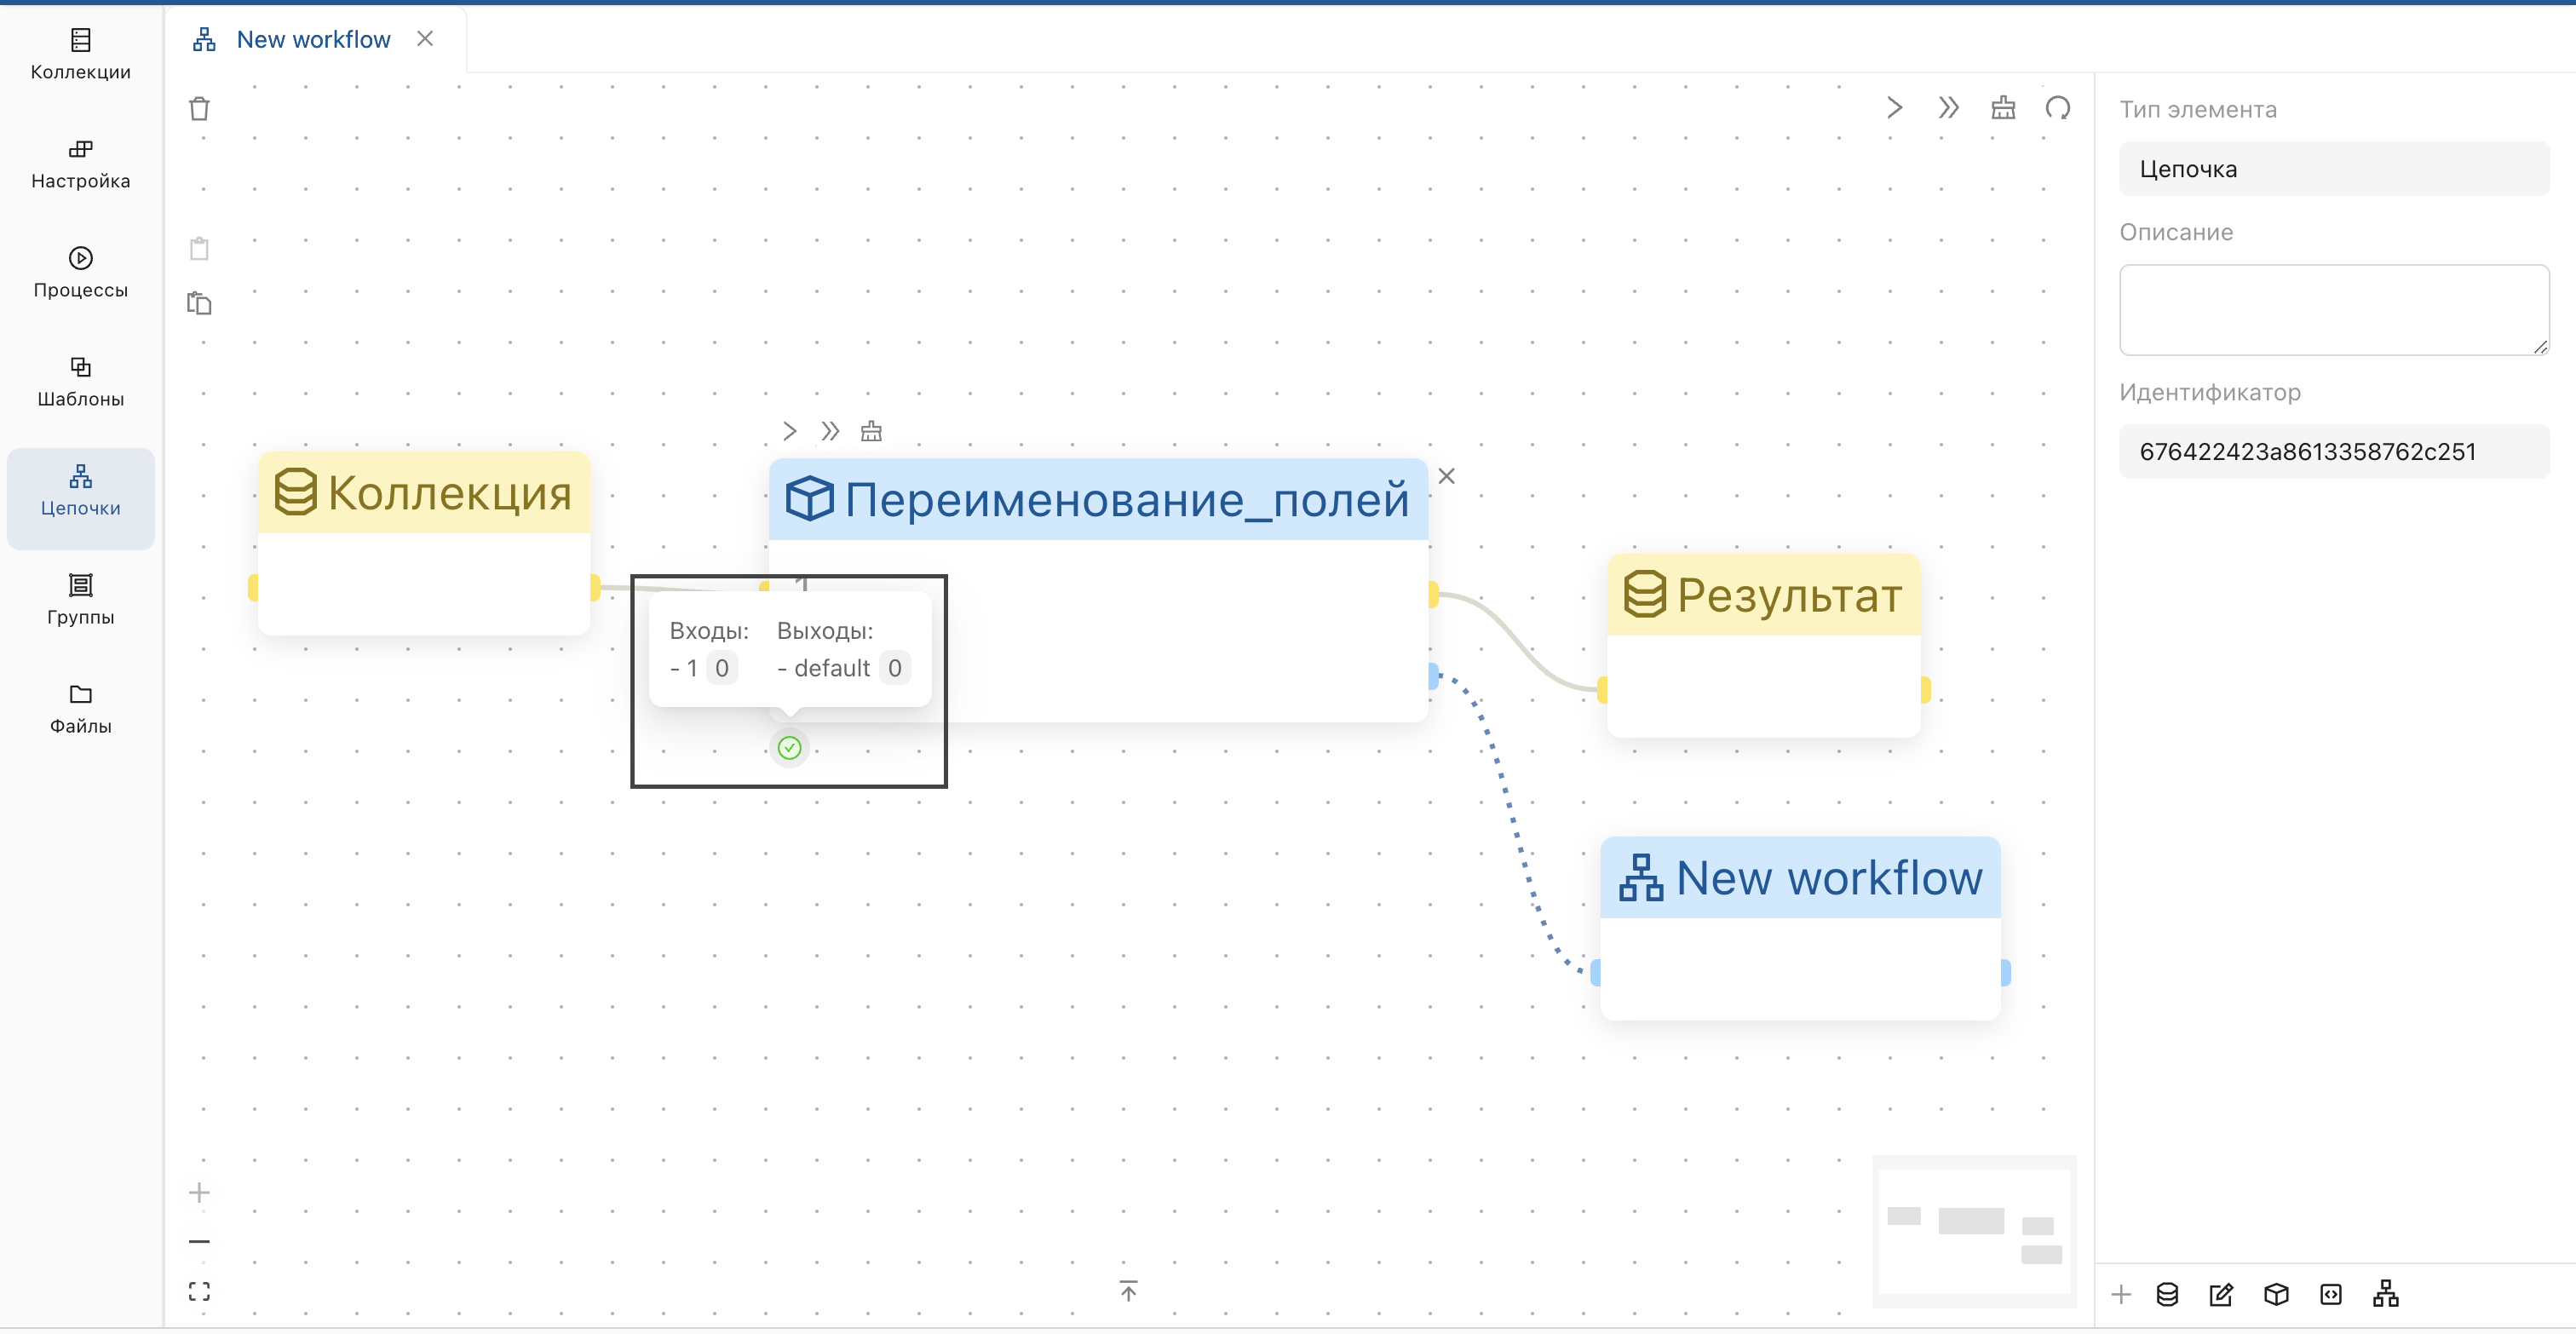 New workflow
Коллекции
Настройка
Процессы
Шаблоны
Цепочки
Группы
Файлы
Коллекция
Переименование_полей
1
Входы: Выходы:
- 1 0 - default 0
Результат
New workflow
Тип элемента
Цепочка
Описание
Идентификатор
676422423a8613358762c251